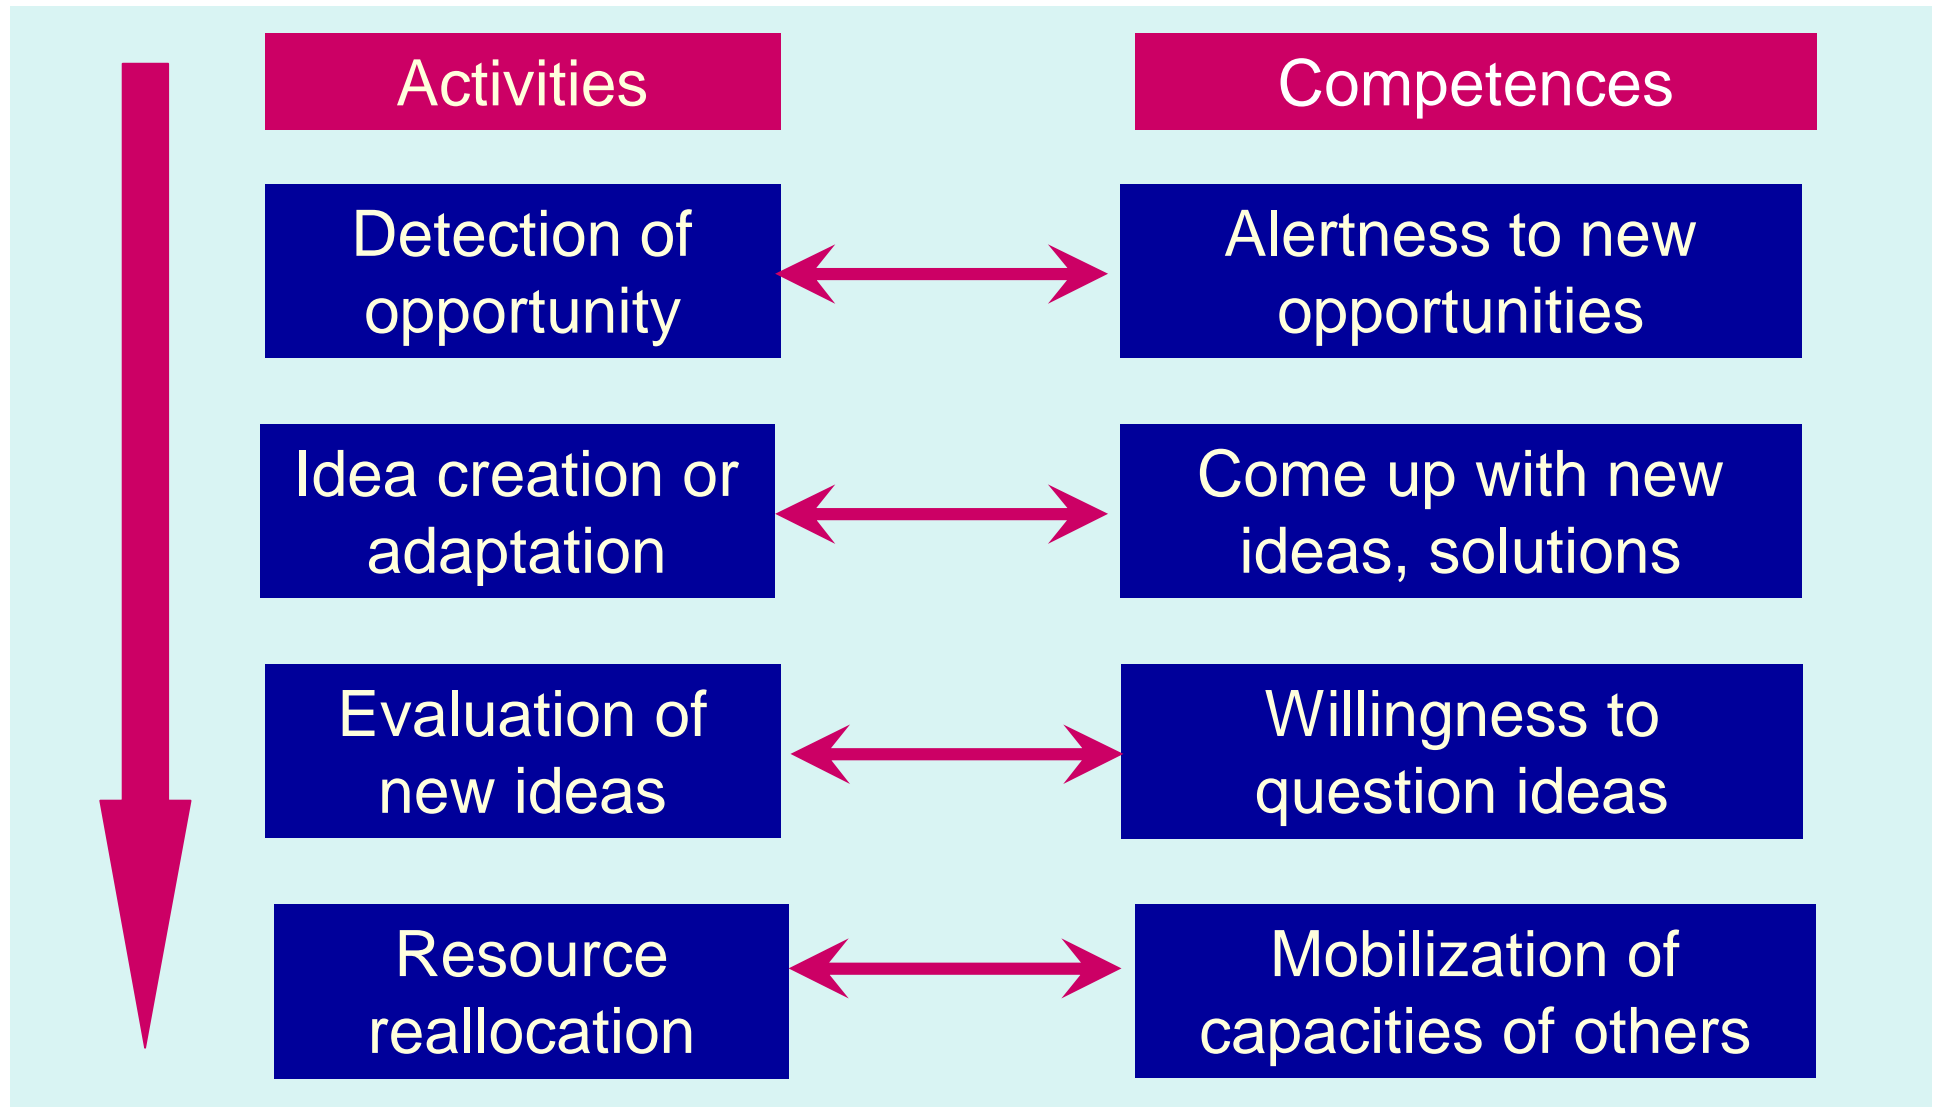 Activities
Competences
Detection of
opportunity
Alertness to new
opportunities
Idea creation or
adaptation
Come up with new
ideas, solutions
Evaluation of
new ideas
Willingness to
question ideas
Resource
reallocation
Mobilization of
capacities of others